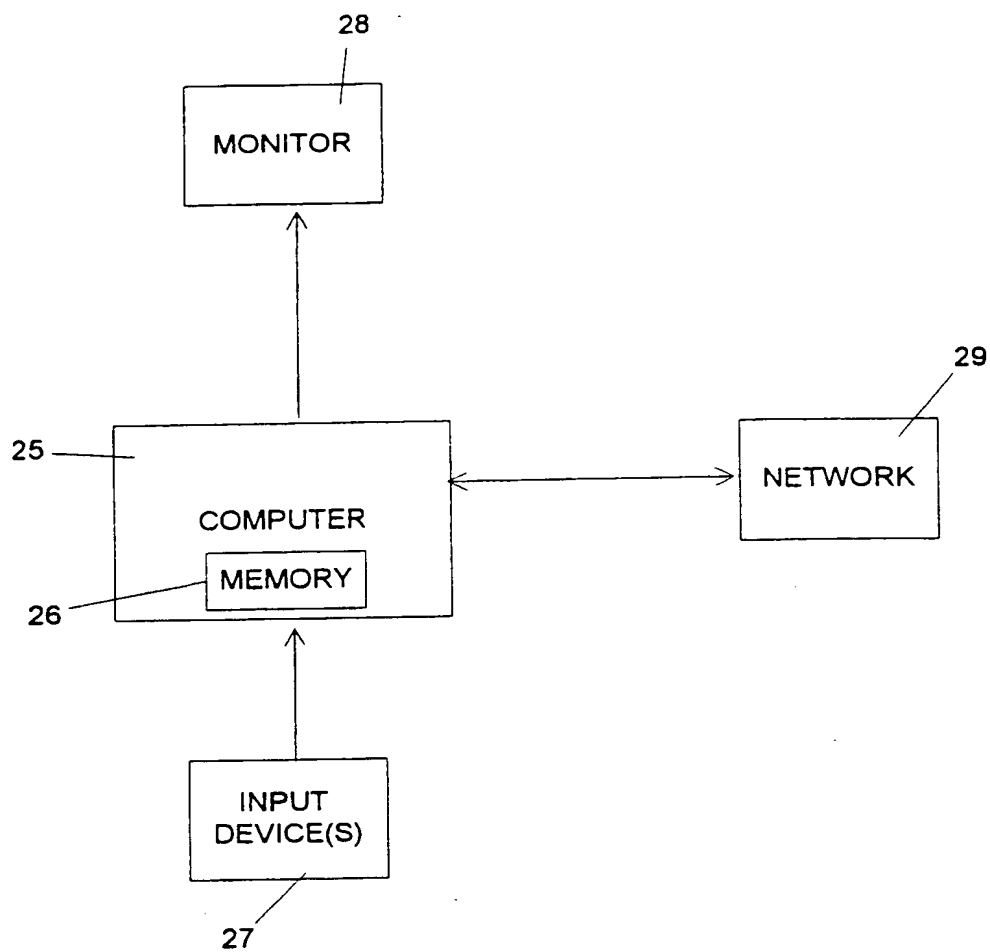 28
MONITOR
29
25
NETWORK
COMPUTER
MEMORY
26
INPUT
DEVICE(S)
27